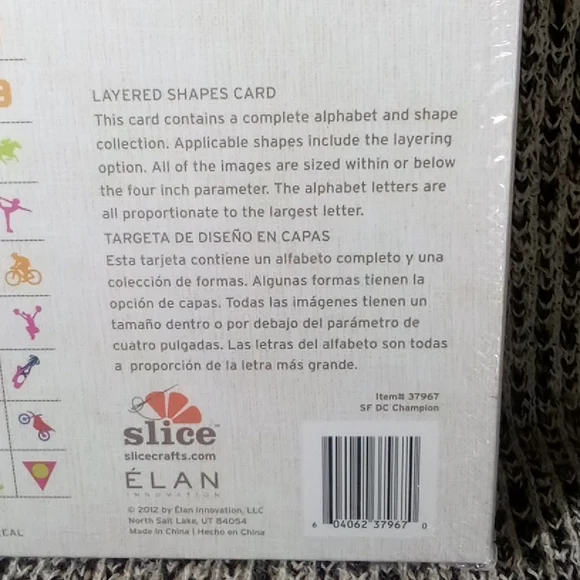 LAYERED SHAPES CARD
This card contains a complete alphabet and shape
collection. Applicable shapes include the layering
option. All of the images are sized within or below
the four inch parameter. The alphabet letters are
all proportionate to the largest letter.
TARGETA DE DISEÑO EN CAPAS
Esta tarjeta contiene un alfabeto completo y una
colección de formas. Algunas formas tienen la
opción de capas. Todas las imágenes tienen un
tamaño dentro o por debajo del parámetro de
cuatro pulgadas. Las letras del alfabeto son todas
a proporción de la letra más grande.
Item# 37967
SF DC Champion
slice™
slicecrafts.com
ÉLAN
INNOVATION
© 2012 by Élan Innovation, LLC
North Salt Lake, UT 84054
Made in China | Hecho en China
6 04062 37967 0